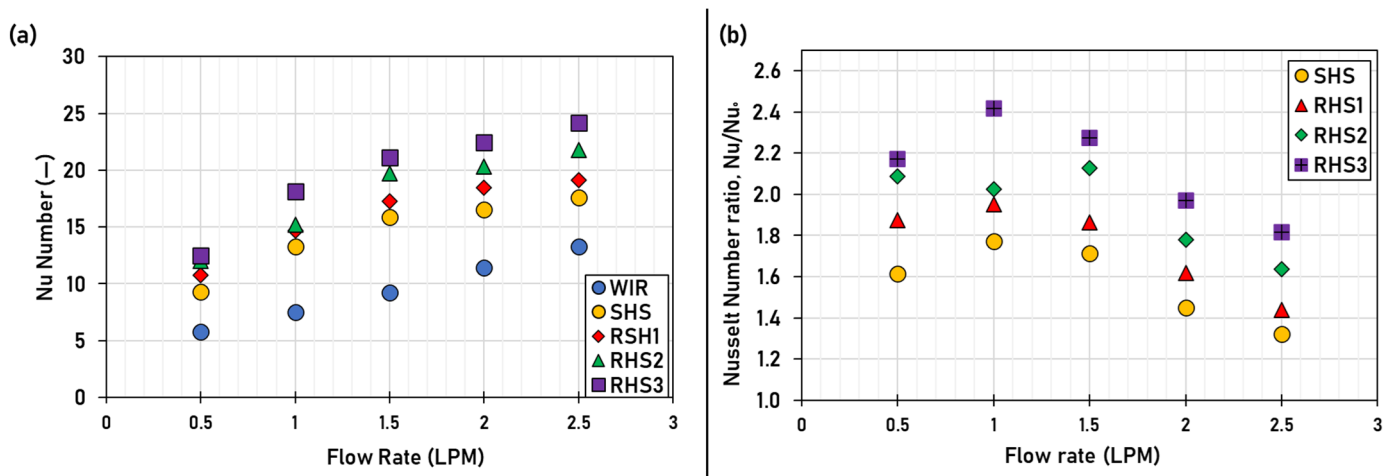 (a)
30
25
20
15
10
5
0
Nu Number (—)
WIR
SHS
RSH1
RHS2
RHS3
0 0.5 1 1.5 2 2.5 3
Flow Rate (LPM)
(b)
2.6
2.4
2.2
2.0
1.8
1.6
1.4
1.2
1.0
Nusselt Number ratio, Nu/Nu₀
SHS
RHS1
RHS2
RHS3
0 0.5 1 1.5 2 2.5 3
Flow rate (LPM)